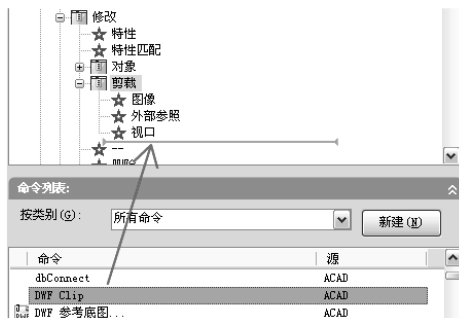 修改
特性
特性匹配
对象
剪裁
图像
外部参照
视口
--
命令列表:
按类别(G): 所有命令 新建(N)
命令 源
dbConnect ACAD
DWF Clip ACAD
DWF 参考底图... ACAD